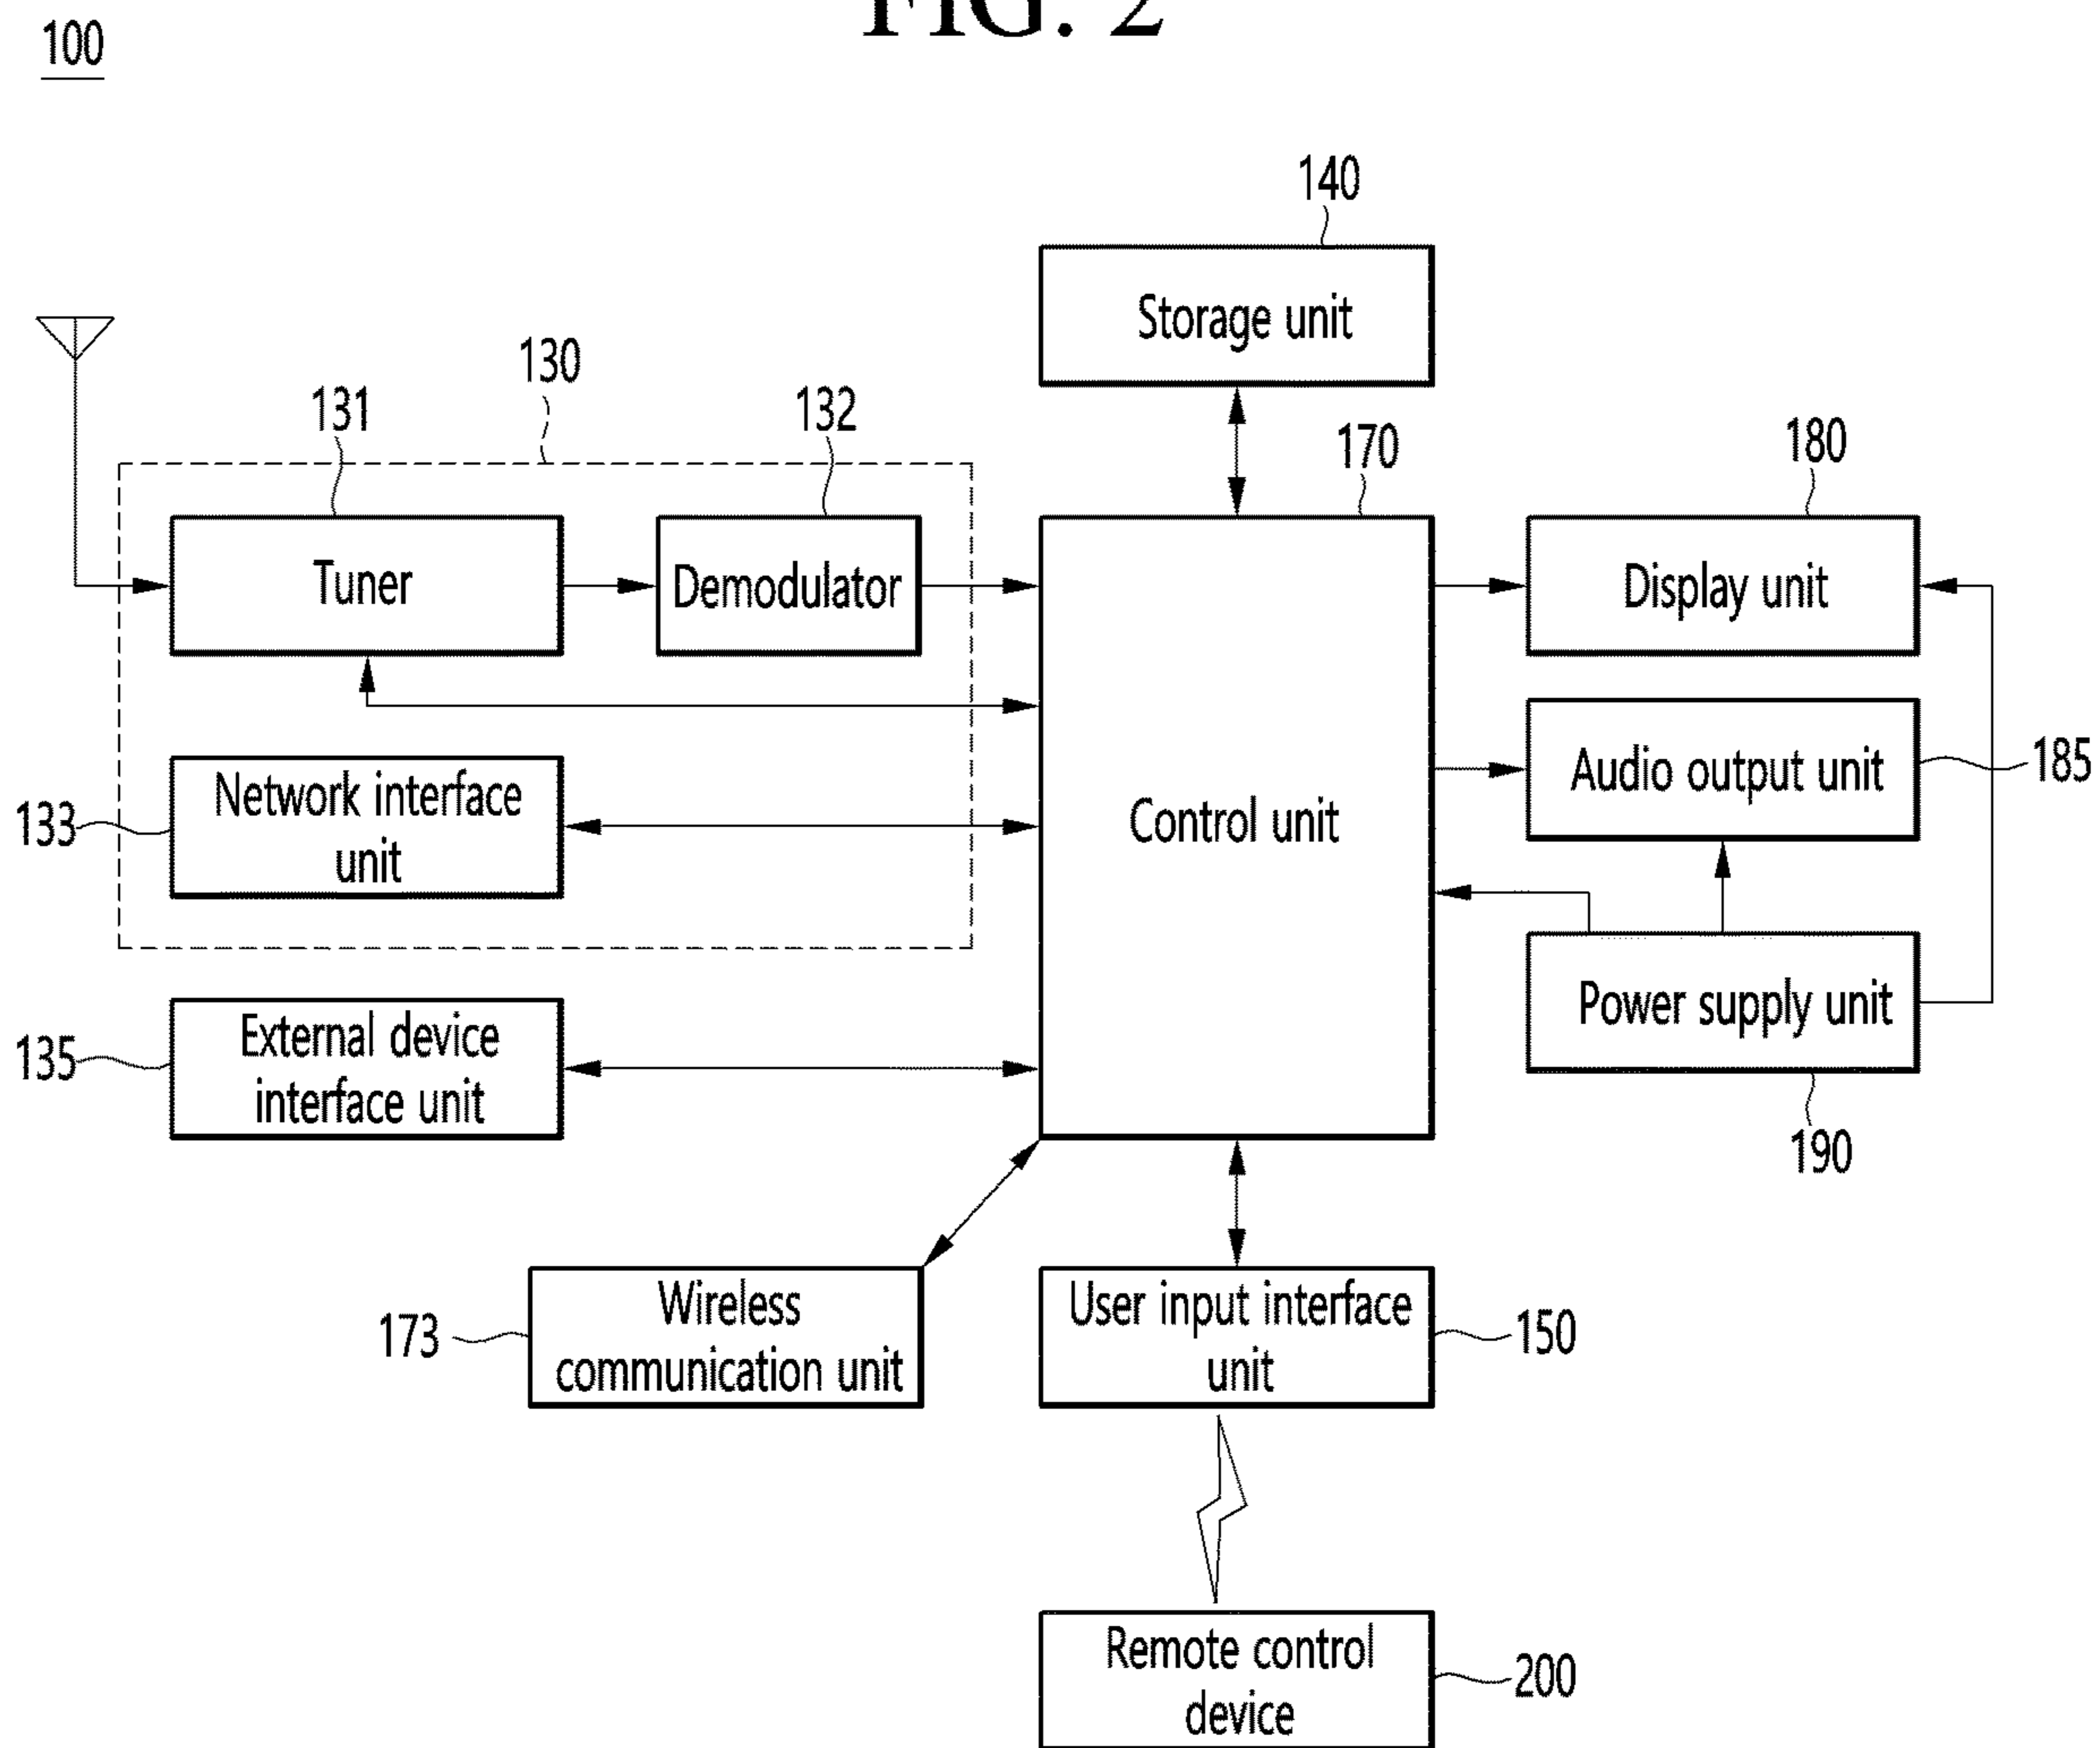 FIG. 2
100
140
Storage unit
130
131
132
170
180
Tuner
Demodulator
Display unit
Network interface
unit
133
Control unit
Audio output unit
185
External device
interface unit
135
Power supply unit
190
Wireless
communication unit
173
User input interface
unit
150
Remote control
device
200